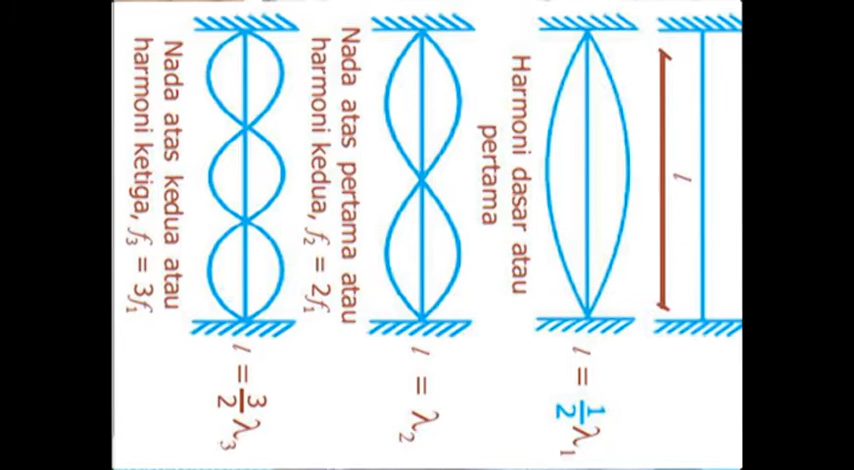 l
l = 1/2 λ₁
Harmoni dasar atau
pertama
l = λ₂
Nada atas pertama atau
harmoni kedua, f₂ = 2f₁
l = 3/2 λ₃
Nada atas kedua atau
harmoni ketiga, f₃ = 3f₁